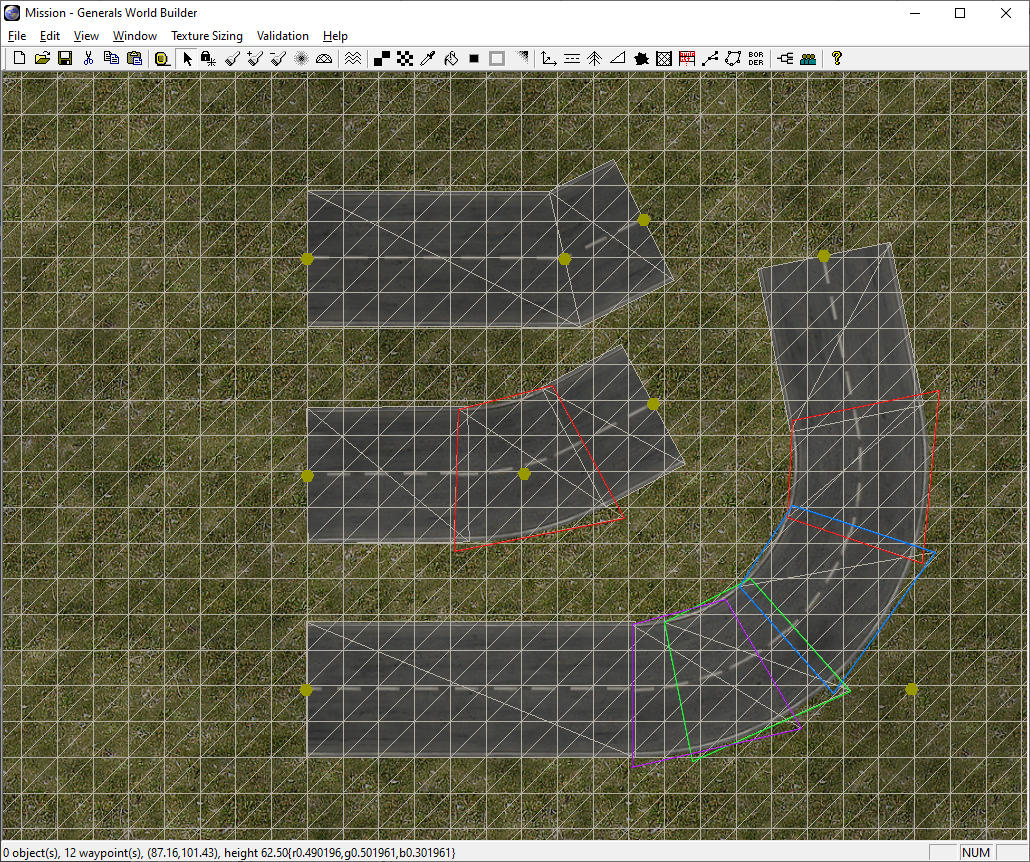 Mission - Generals World Builder
File Edit View Window Texture Sizing Validation Help
BOR
DER
0 object(s), 12 waypoint(s), (87.16,101.43), height 62.50{r0.490196,g0.501961,b0.301961}
NUM